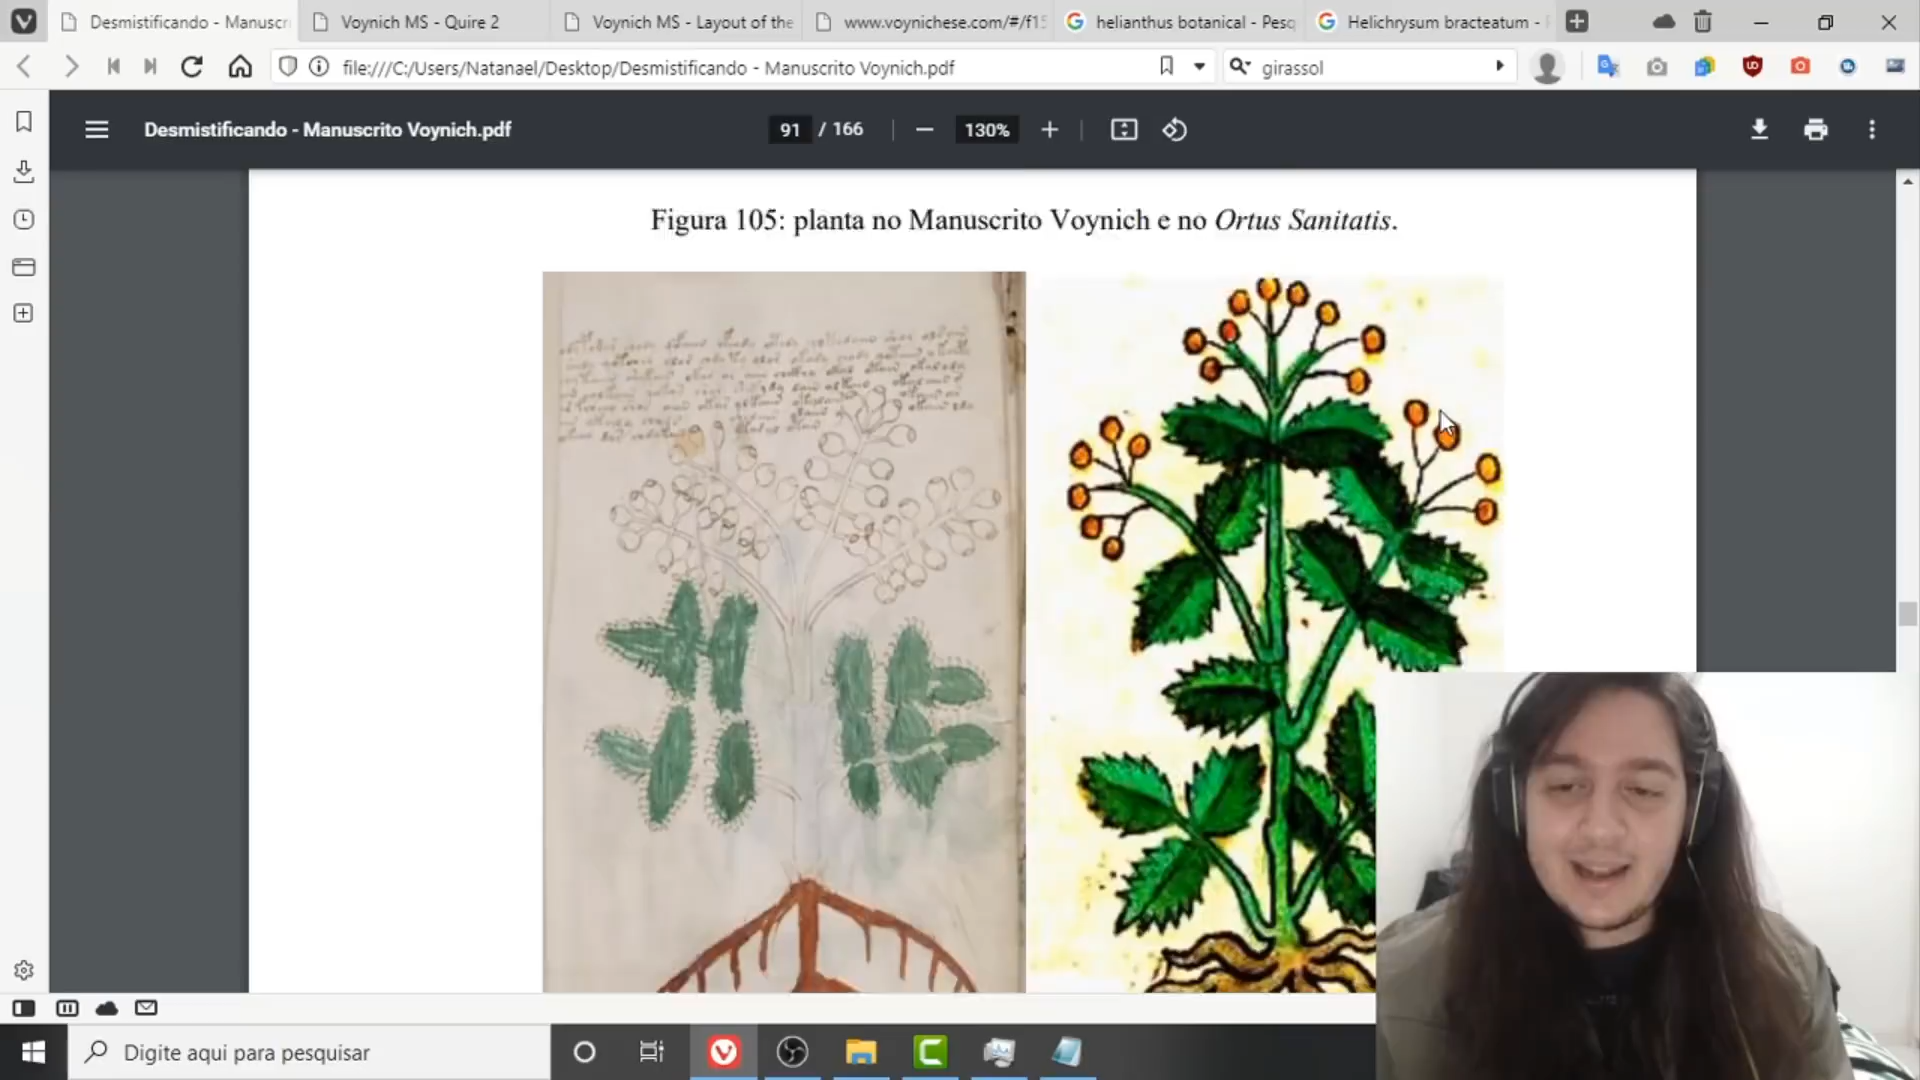 Desmistificando - Manuscri
Voynich MS - Quire 2
Voynich MS - Layout of the
www.voynichese.com/#/f15
helianthus botanical - Pesq
Helichrysum bracteatum -
file:///C:/Users/Natanael/Desktop/Desmistificando - Manuscrito Voynich.pdf
girassol
Desmistificando - Manuscrito Voynich.pdf
91 / 166
130%
Figura 105: planta no Manuscrito Voynich e no Ortus Sanitatis.
Digite aqui para pesquisar